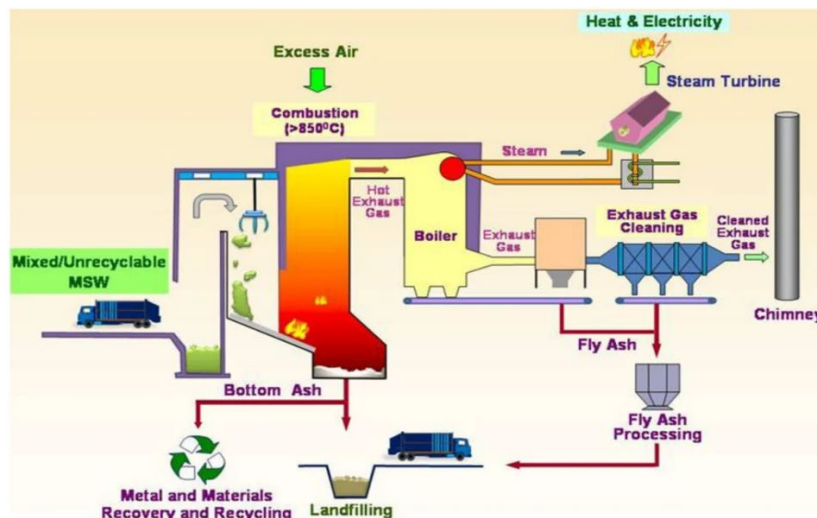 Heat & Electricity
Excess Air
Steam Turbine
Combustion
(>850⁰C)
Steam
Hot
Exhaust
Gas
Boiler
Exhaust
Gas
Exhaust Gas
Cleaning
Cleaned
Exhaust
Gas
Mixed/Unrecyclable
MSW
Chimney
Fly Ash
Bottom Ash
Fly Ash
Processing
Metal and Materials
Recovery and Recycling
Landfilling